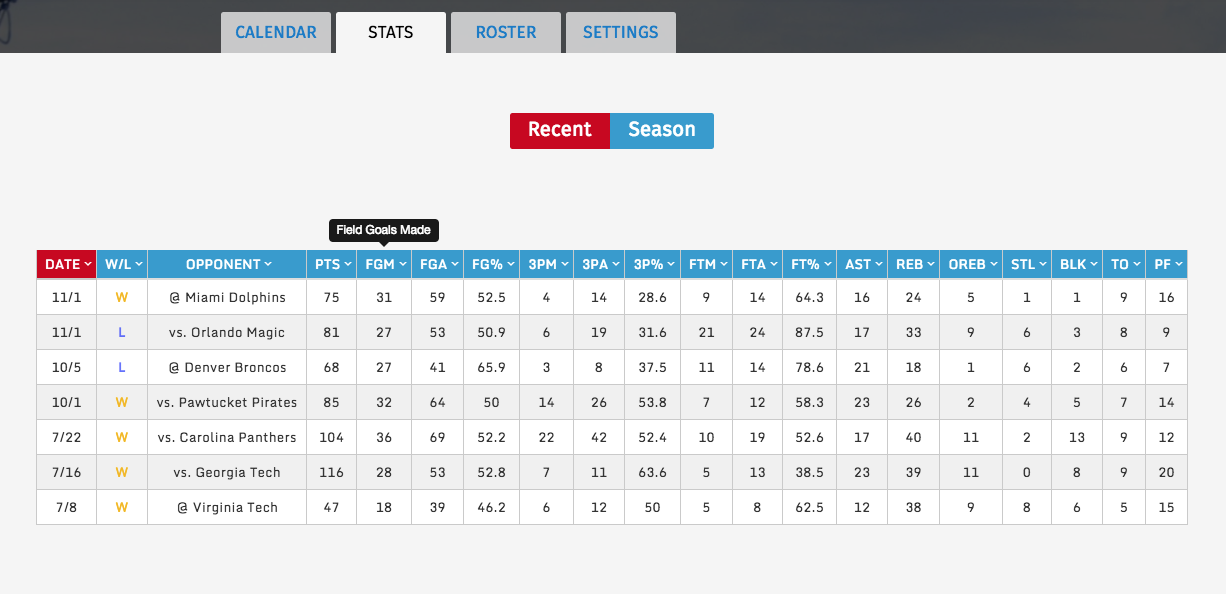 CALENDAR STATS ROSTER SETTINGS
Recent Season
Field Goals Made
DATE W/L OPPONENT PTS FGM FGA FG% 3PM 3PA 3P% FTM FTA FT% AST REB OREB STL BLK TO PF
11/1 W @ Miami Dolphins 75 31 59 52.5 4 14 28.6 9 14 64.3 16 24 5 1 1 9 16
11/1 L vs. Orlando Magic 81 27 53 50.9 6 19 31.6 21 24 87.5 17 33 9 6 3 8 9
10/5 L @ Denver Broncos 68 27 41 65.9 3 8 37.5 11 14 78.6 21 18 1 6 2 6 7
10/1 W vs. Pawtucket Pirates 85 32 64 50 14 26 53.8 7 12 58.3 23 26 2 4 5 7 14
7/22 W vs. Carolina Panthers 104 36 69 52.2 22 42 52.4 10 19 52.6 17 40 11 2 13 9 12
7/16 W vs. Georgia Tech 116 28 53 52.8 7 11 63.6 5 13 38.5 23 39 11 0 8 9 20
7/8 W @ Virginia Tech 47 18 39 46.2 6 12 50 5 8 62.5 12 38 9 8 6 5 15